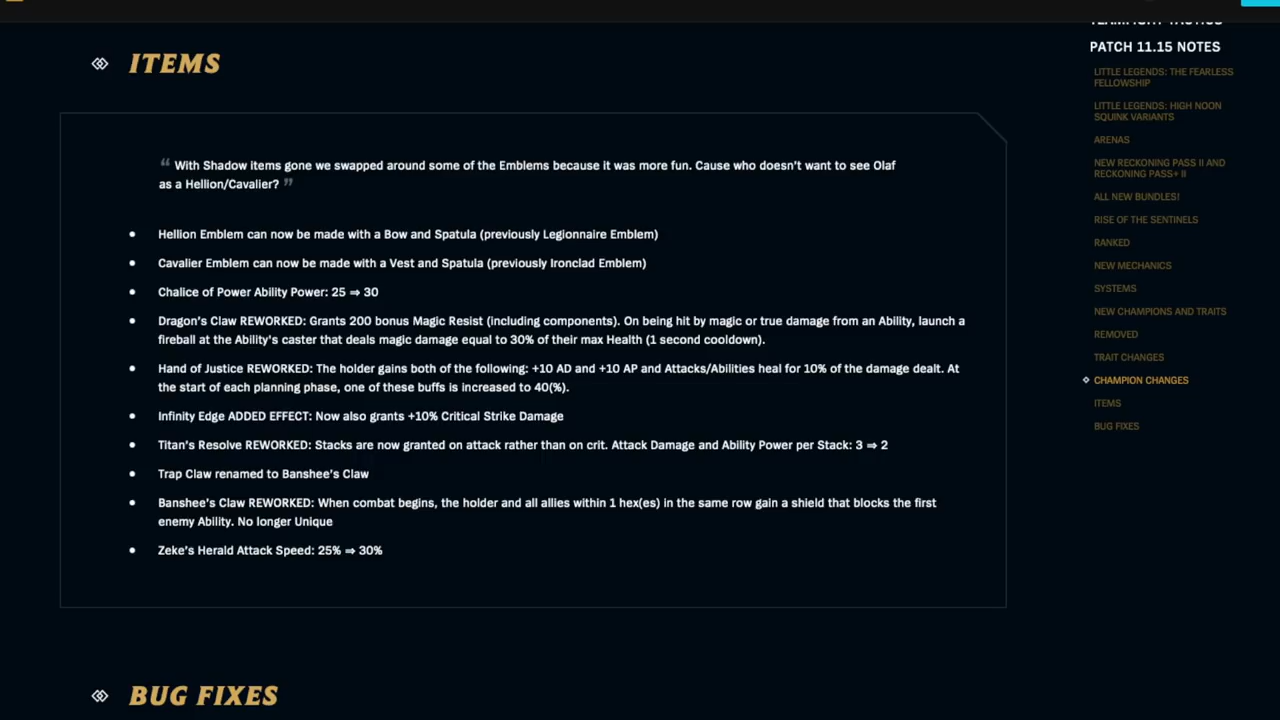 ITEMS
“ With Shadow items gone we swapped around some of the Emblems because it was more fun. Cause who doesn't want to see Olaf
as a Hellion/Cavalier? ”
• Hellion Emblem can now be made with a Bow and Spatula (previously Legionnaire Emblem)
• Cavalier Emblem can now be made with a Vest and Spatula (previously Ironclad Emblem)
• Chalice of Power Ability Power: 25 ⇒ 30
• Dragon's Claw REWORKED: Grants 200 bonus Magic Resist (including components). On being hit by magic or true damage from an Ability, launch a
fireball at the Ability's caster that deals magic damage equal to 30% of their max Health (1 second cooldown).
• Hand of Justice REWORKED: The holder gains both of the following: +10 AD and +10 AP and Attacks/Abilities heal for 10% of the damage dealt. At
the start of each planning phase, one of these buffs is increased to 40(%).
• Infinity Edge ADDED EFFECT: Now also grants +10% Critical Strike Damage
• Titan's Resolve REWORKED: Stacks are now granted on attack rather than on crit. Attack Damage and Ability Power per Stack: 3 ⇒ 2
• Trap Claw renamed to Banshee's Claw
• Banshee's Claw REWORKED: When combat begins, the holder and all allies within 1 hex(es) in the same row gain a shield that blocks the first
enemy Ability. No longer Unique
• Zeke's Herald Attack Speed: 25% ⇒ 30%
BUG FIXES
TEAMFIGHT TACTICS
PATCH 11.15 NOTES
LITTLE LEGENDS: THE FEARLESS
FELLOWSHIP
LITTLE LEGENDS: HIGH NOON
SQUINK VARIANTS
ARENAS
NEW RECKONING PASS II AND
RECKONING PASS+ II
ALL NEW BUNDLES!
RISE OF THE SENTINELS
RANKED
NEW MECHANICS
SYSTEMS
NEW CHAMPIONS AND TRAITS
REMOVED
TRAIT CHANGES
CHAMPION CHANGES
ITEMS
BUG FIXES